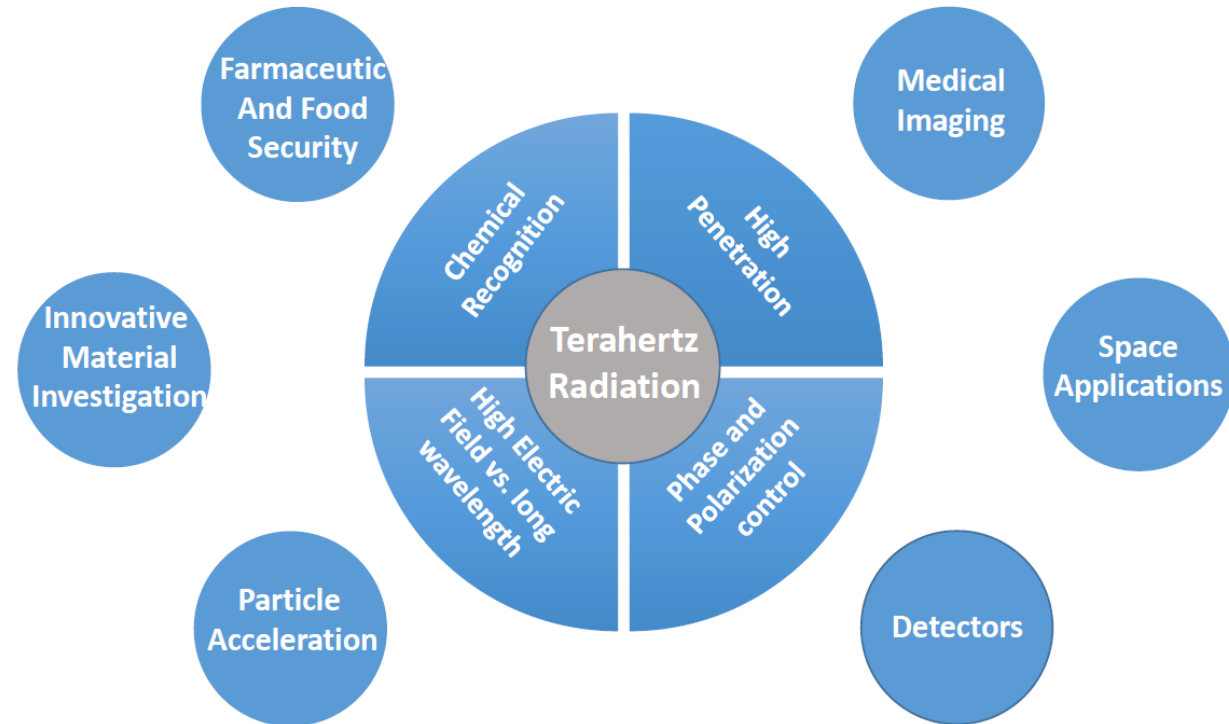 Farmaceutic
And Food
Security
Medical
Imaging
Chemical
Recognition
High
Penetration
Innovative
Material
Investigation
Terahertz
Radiation
Space
Applications
High Electric
Field vs. long
wavelength
Phase and
Polarization
control
Particle
Acceleration
Detectors